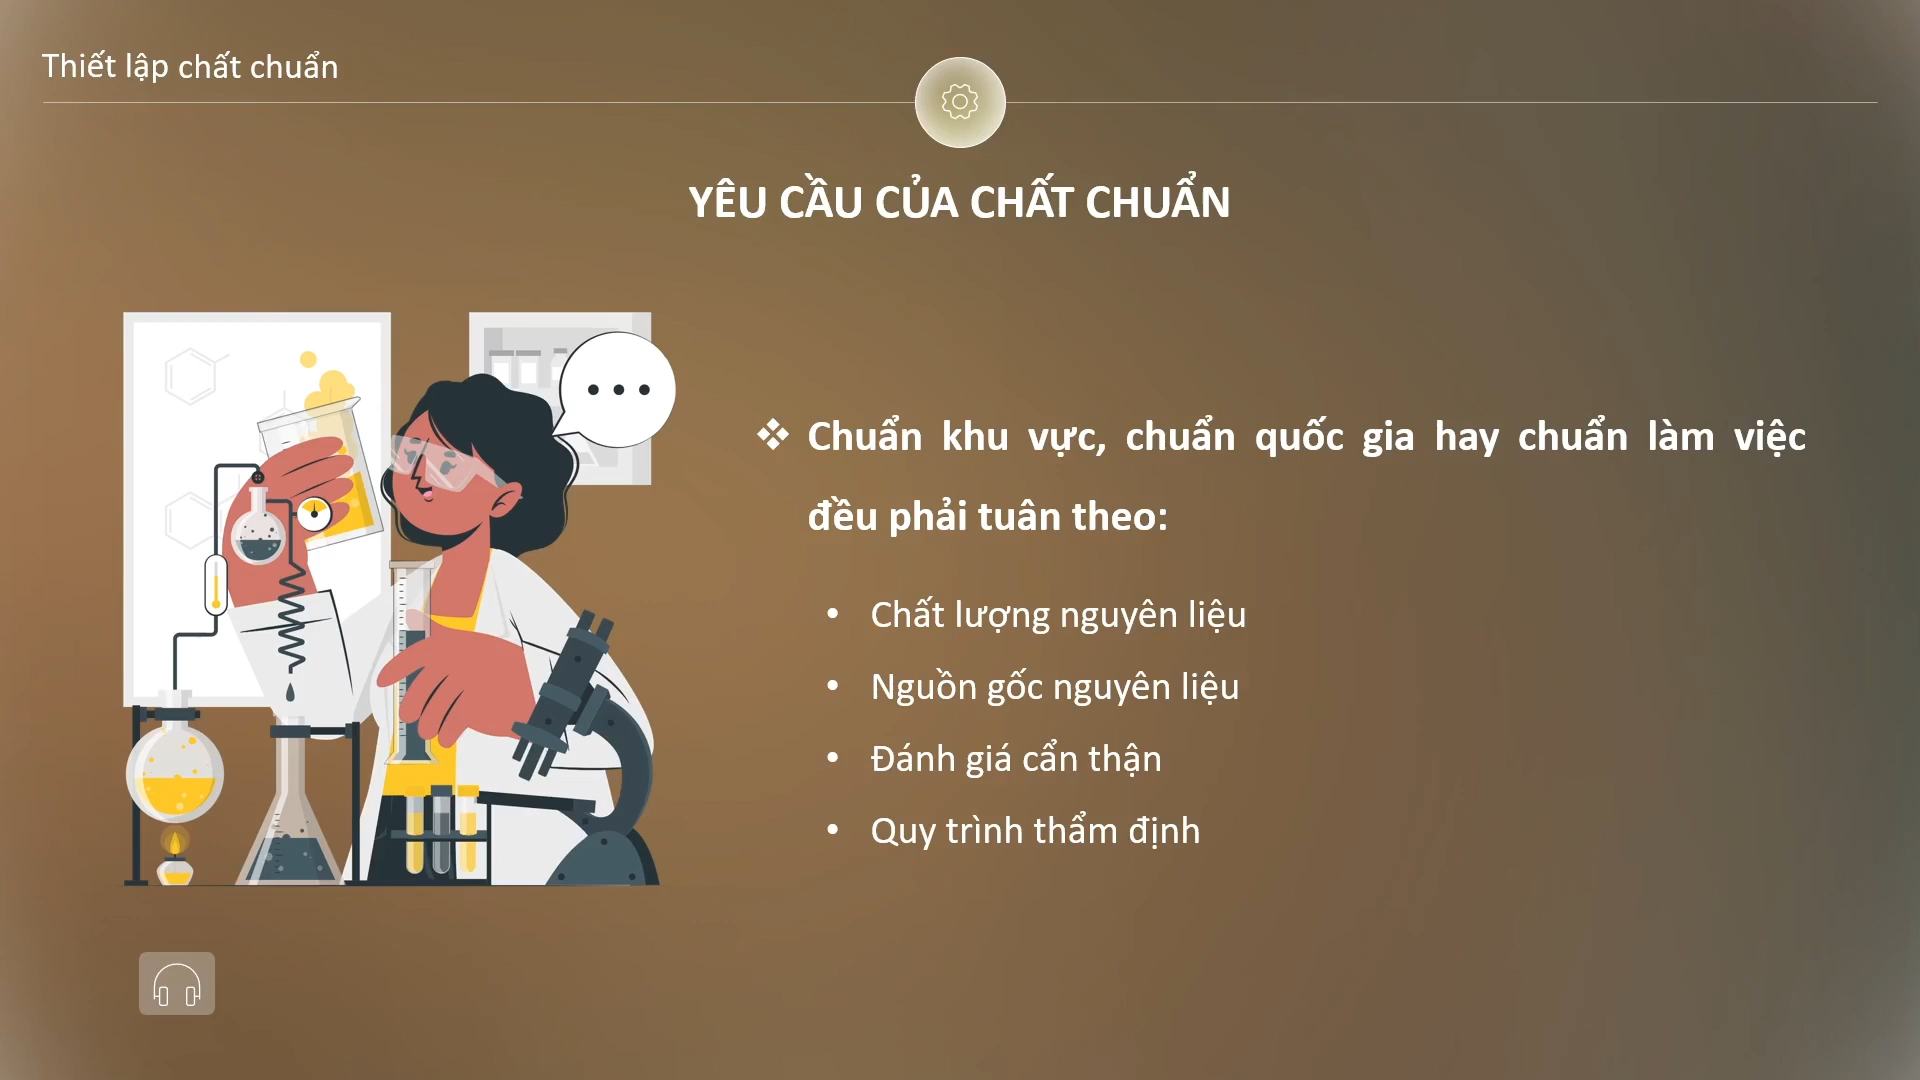 Thiết lập chất chuẩn
YÊU CẦU CỦA CHẤT CHUẨN
❖ Chuẩn khu vực, chuẩn quốc gia hay chuẩn làm việc
đều phải tuân theo:
• Chất lượng nguyên liệu
• Nguồn gốc nguyên liệu
• Đánh giá cẩn thận
• Quy trình thẩm định